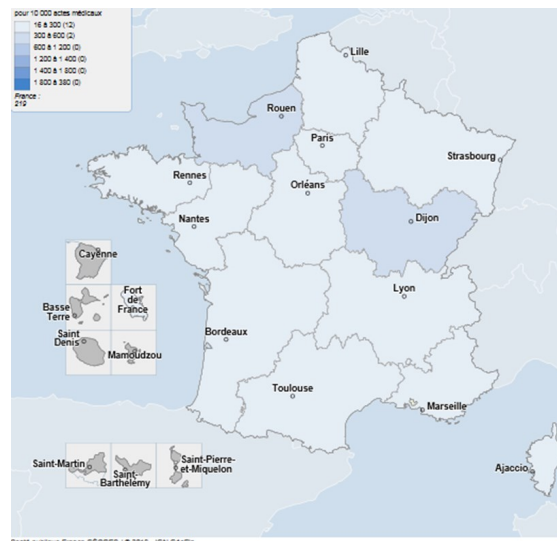 pour 10 000 actes médicaux
16 à 300 (12)
300 à 600 (2)
600 à 1 200 (0)
1 200 à 1 400 (0)
1 400 à 1 800 (0)
1 800 à 380 (0)
France :
219
Lille
Rouen
Paris
Strasbourg
Rennes
Orléans
Nantes
Dijon
Cayenne
Lyon
Basse
Terre
Fort
de
France
Saint
Denis
Mamoudzou
Bordeaux
Toulouse
Marseille
Saint-Martin
Saint-
Barthélemy
Saint-Pierre-
et-Miquelon
Ajaccio